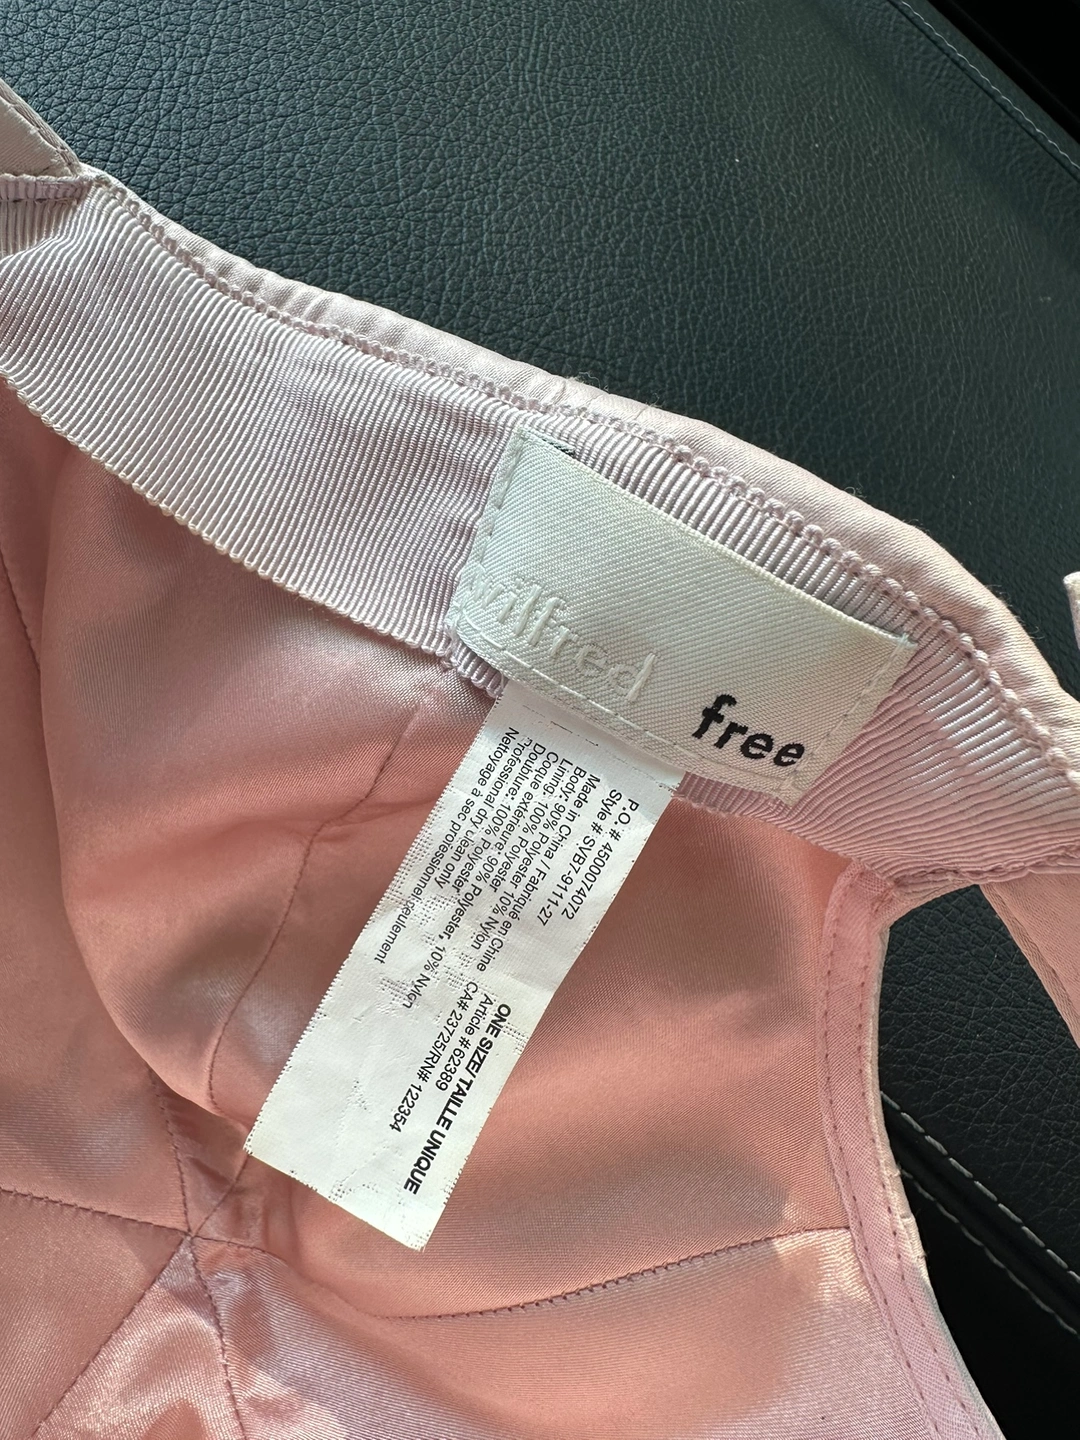 wilfred
free
P.O. # 4500074072
Style # SVB7-9111-27
Made in China / Fabriqué en Chine
Body: 90% Polyester 10% Nylon
Lining: 100% Polyester
Coque extérieure: 90% Polyester, 10% Nylon
Doublure: 100% Polyester
Professional dry clean only
Nettoyage à sec professionnel seulement
ONE SIZE/ TAILLE UNIQUE
Article # 62389
CA# 23725/RN# 122354